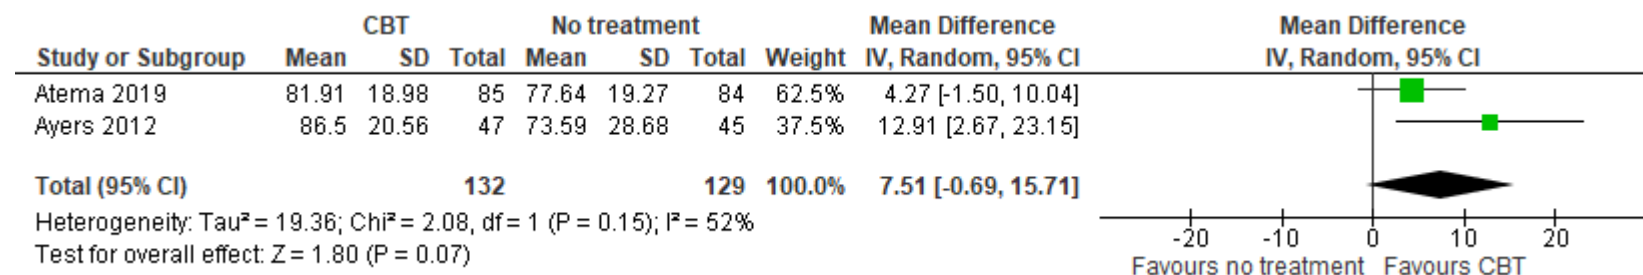 CBT No treatment Mean Difference Mean Difference
Study or Subgroup Mean SD Total Mean SD Total Weight IV, Random, 95% CI IV, Random, 95% CI
Atema 2019 81.91 18.98 85 77.64 19.27 84 62.5% 4.27 [-1.50, 10.04]
Ayers 2012 86.5 20.56 47 73.59 28.68 45 37.5% 12.91 [2.67, 23.15]
Total (95% CI) 132 129 100.0% 7.51 [-0.69, 15.71]
Heterogeneity: Tau² = 19.36; Chi² = 2.08, df = 1 (P = 0.15); I² = 52%
Test for overall effect: Z = 1.80 (P = 0.07)
-20 -10 0 10 20
Favours no treatment Favours CBT